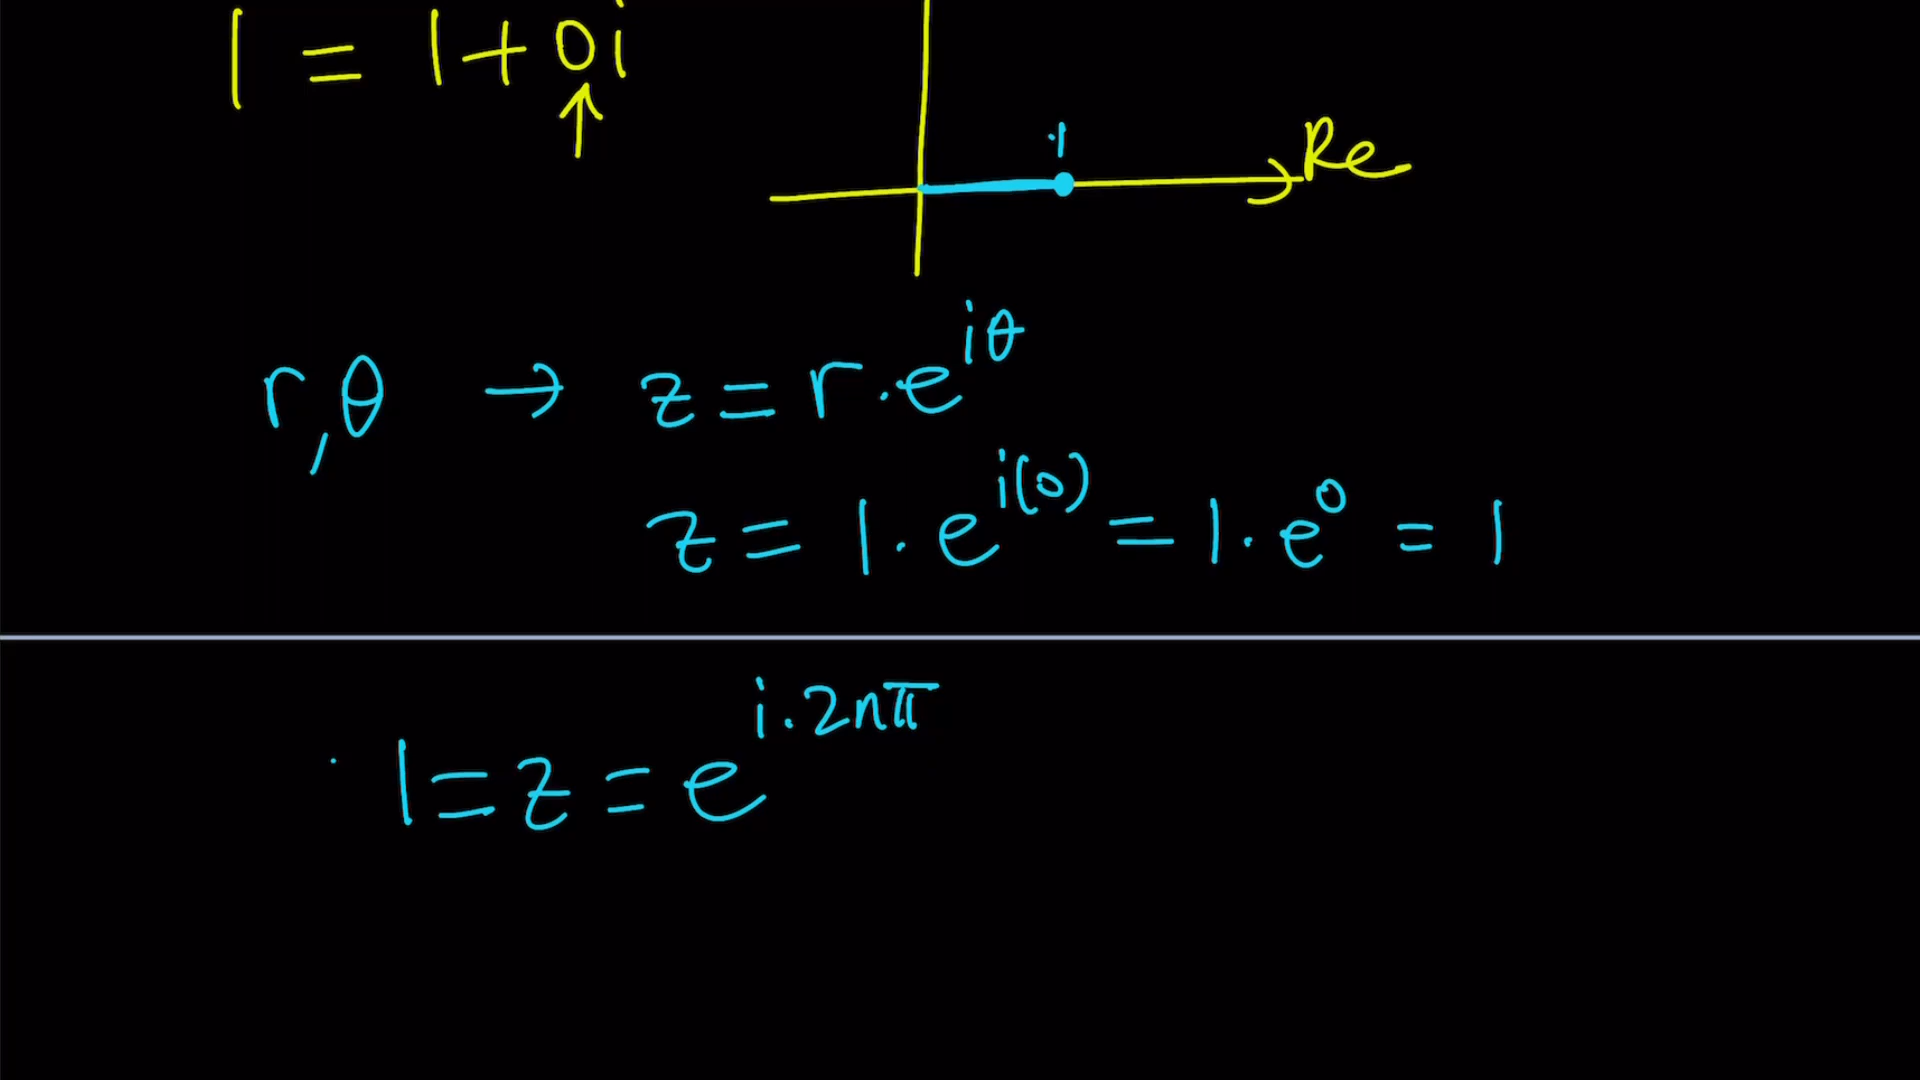 1 = 1 + 0i
↑
1
Re
r, θ → z = r · e^{iθ}
z = 1 · e^{i(0)} = 1 · e^0 = 1
1 = z = e^{i·2nπ}